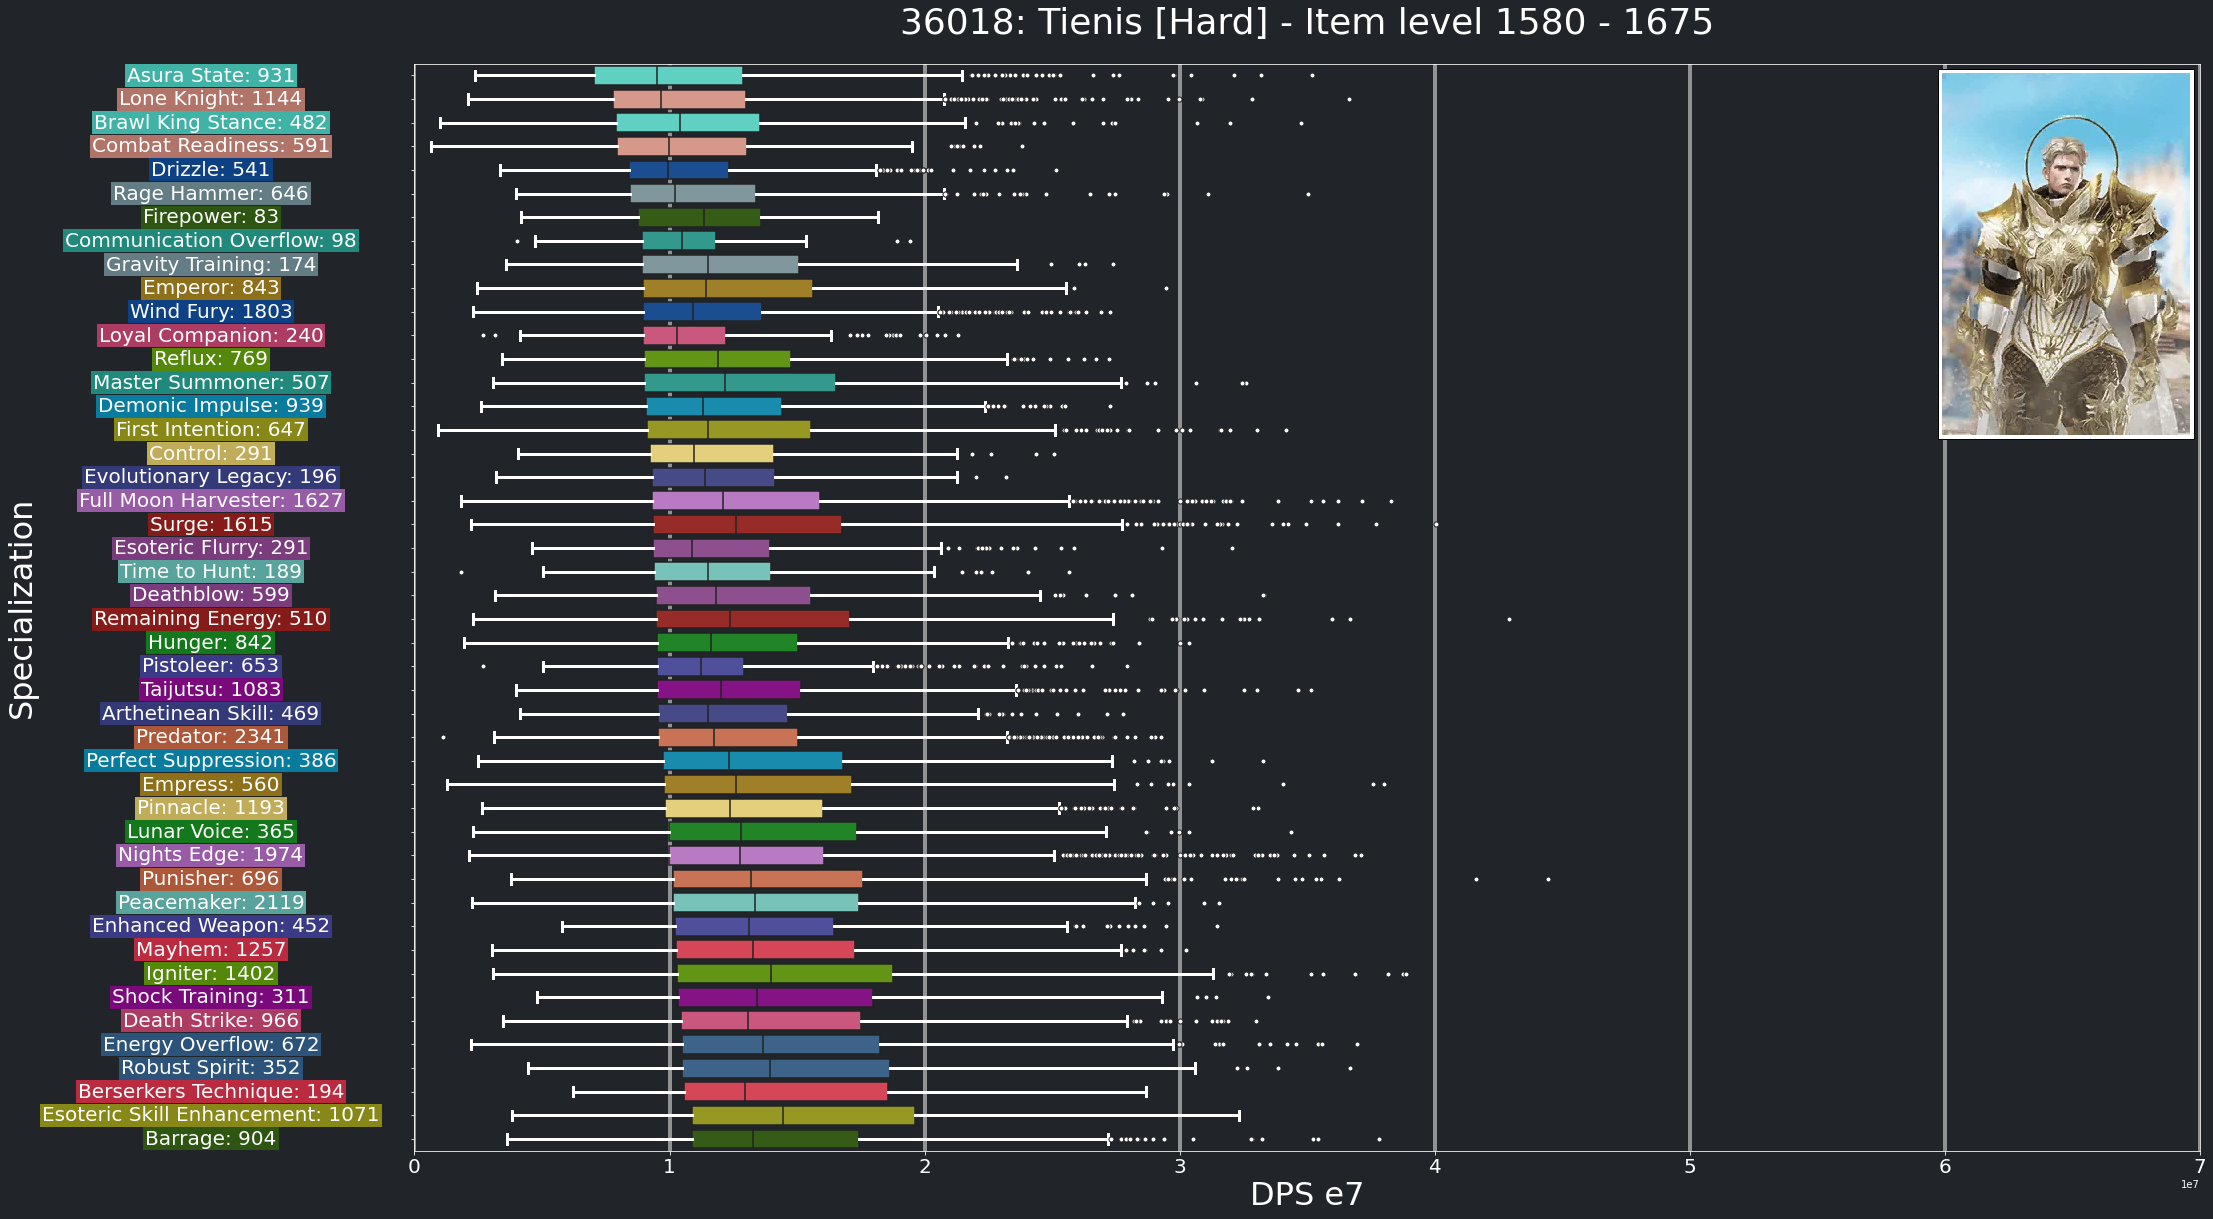 36018: Tienis [Hard] - Item level 1580 - 1675
Asura State: 931
Lone Knight: 1144
Brawl King Stance: 482
Combat Readiness: 591
Drizzle: 541
Rage Hammer: 646
Firepower: 83
Communication Overflow: 98
Gravity Training: 174
Emperor: 843
Wind Fury: 1803
Loyal Companion: 240
Reflux: 769
Master Summoner: 507
Demonic Impulse: 939
First Intention: 647
Control: 291
Evolutionary Legacy: 196
Full Moon Harvester: 1627
Surge: 1615
Esoteric Flurry: 291
Time to Hunt: 189
Deathblow: 599
Remaining Energy: 510
Hunger: 842
Pistoleer: 653
Taijutsu: 1083
Arthetinean Skill: 469
Predator: 2341
Perfect Suppression: 386
Empress: 560
Pinnacle: 1193
Lunar Voice: 365
Nights Edge: 1974
Punisher: 696
Peacemaker: 2119
Enhanced Weapon: 452
Mayhem: 1257
Igniter: 1402
Shock Training: 311
Death Strike: 966
Energy Overflow: 672
Robust Spirit: 352
Berserkers Technique: 194
Esoteric Skill Enhancement: 1071
Barrage: 904
Specialization
0 1 2 3 4 5 6 7
1e7
DPS e7